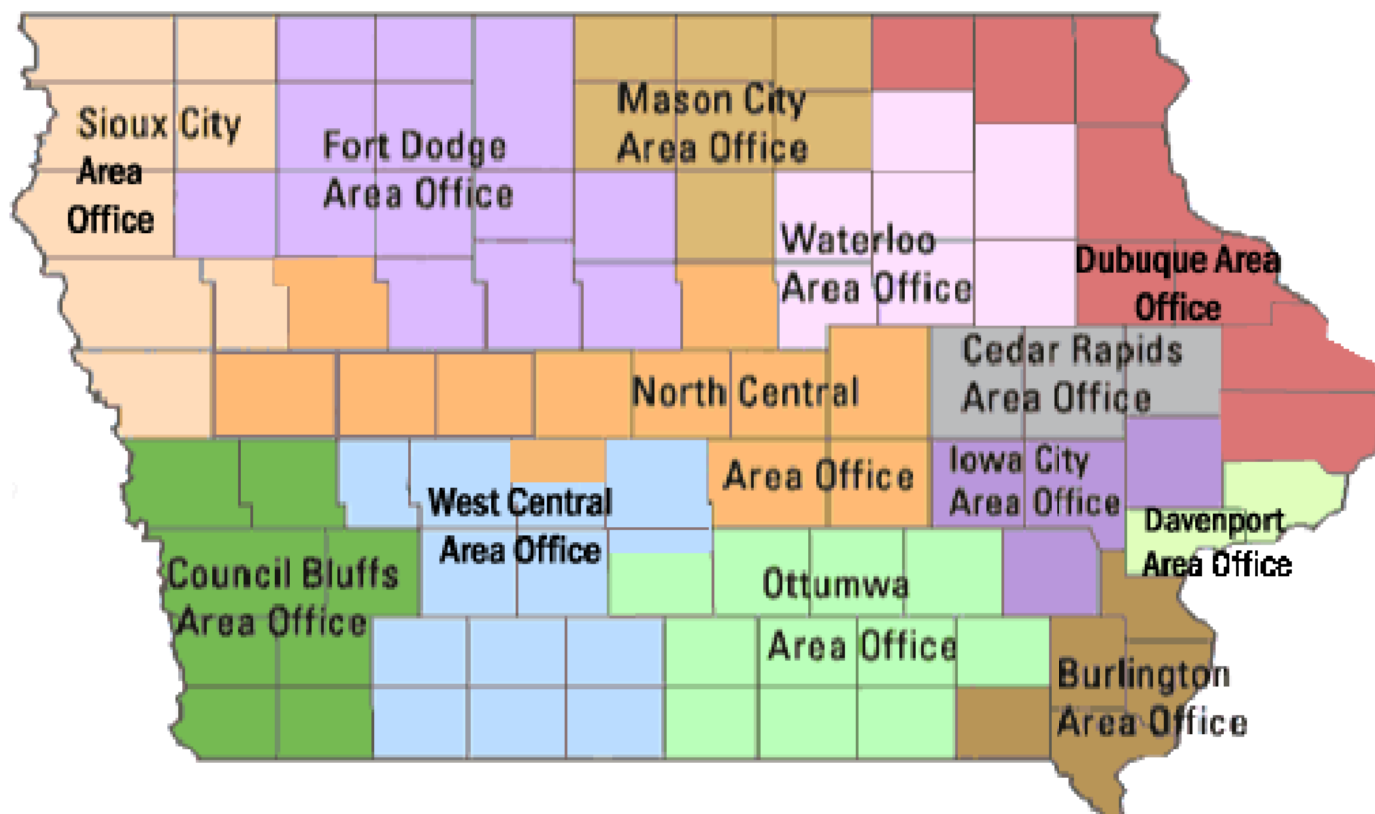 Sioux City
Area
Office
Fort Dodge
Area Office
Mason City
Area Office
Waterloo
Area Office
Dubuque Area
Office
Cedar Rapids
Area Office
North Central
Area Office
Iowa City
Area Office
West Central
Area Office
Davenport
Area Office
Council Bluffs
Area Office
Ottumwa
Area Office
Burlington
Area Office